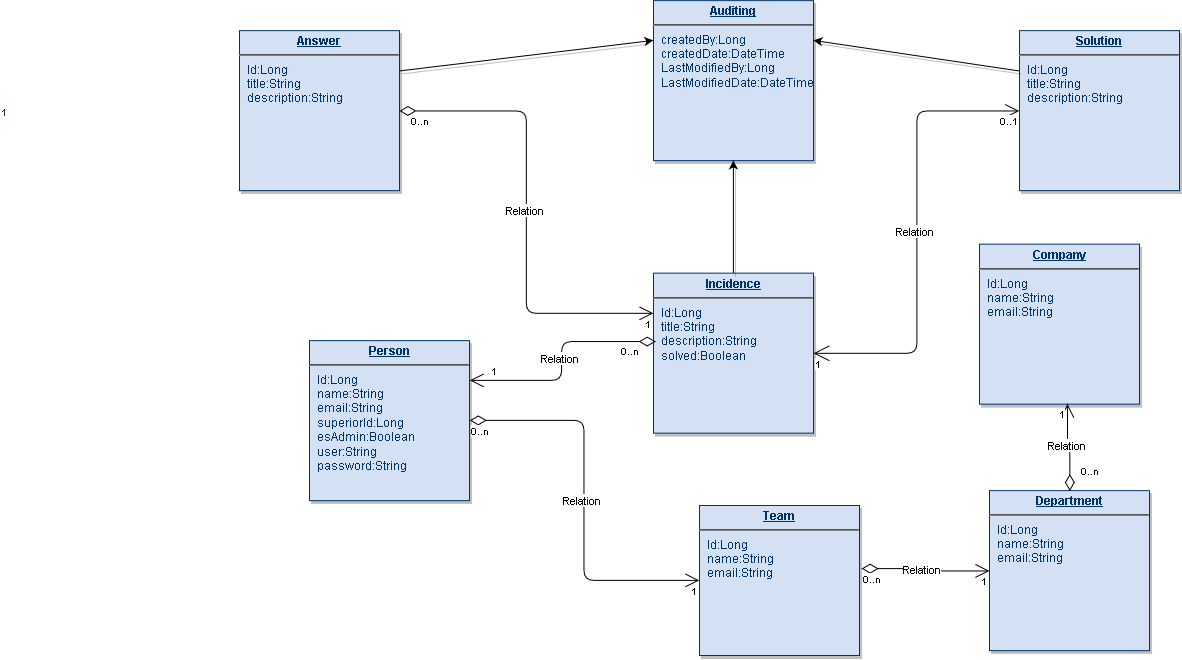 Auditing
createdBy:Long
createdDate:DateTime
LastModifiedBy:Long
LastModifiedDate:DateTime
Answer
Id:Long
title:String
description:String
Solution
Id:Long
title:String
description:String
1
0..n
0..1
Relation
Relation
Company
Id:Long
name:String
email:String
Incidence
Id:Long
title:String
description:String
solved:Boolean
1
0..n
1
Relation
1
Person
Id:Long
name:String
email:String
superiorId:Long
esAdmin:Boolean
user:String
password:String
0..n
1
Relation
0..n
Relation
Team
Id:Long
name:String
email:String
Department
Id:Long
name:String
email:String
0..n
Relation
1
1